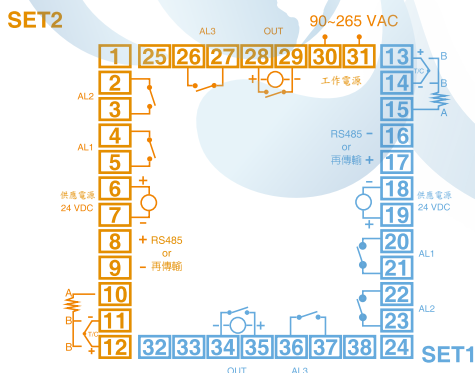 SET2
AL3 OUT 90~265 VAC
1 25 26 27 28 29 30 31 13 + B
+ - 工作電源 T/C
2 14 - B
AL2
3 15 A
4 RS485 - 16
AL1 or
5 再傳輸 + 17
供應電源 6 + - 18 供應電源
24 VDC 24 VDC
7 - + 19
8 + RS485 20
or AL1
9 - 再傳輸 21
A 10 22
AL2
B - 11 - + 23
T/C
B + 12 32 33 34 35 36 37 38 24 SET1
OUT AL3